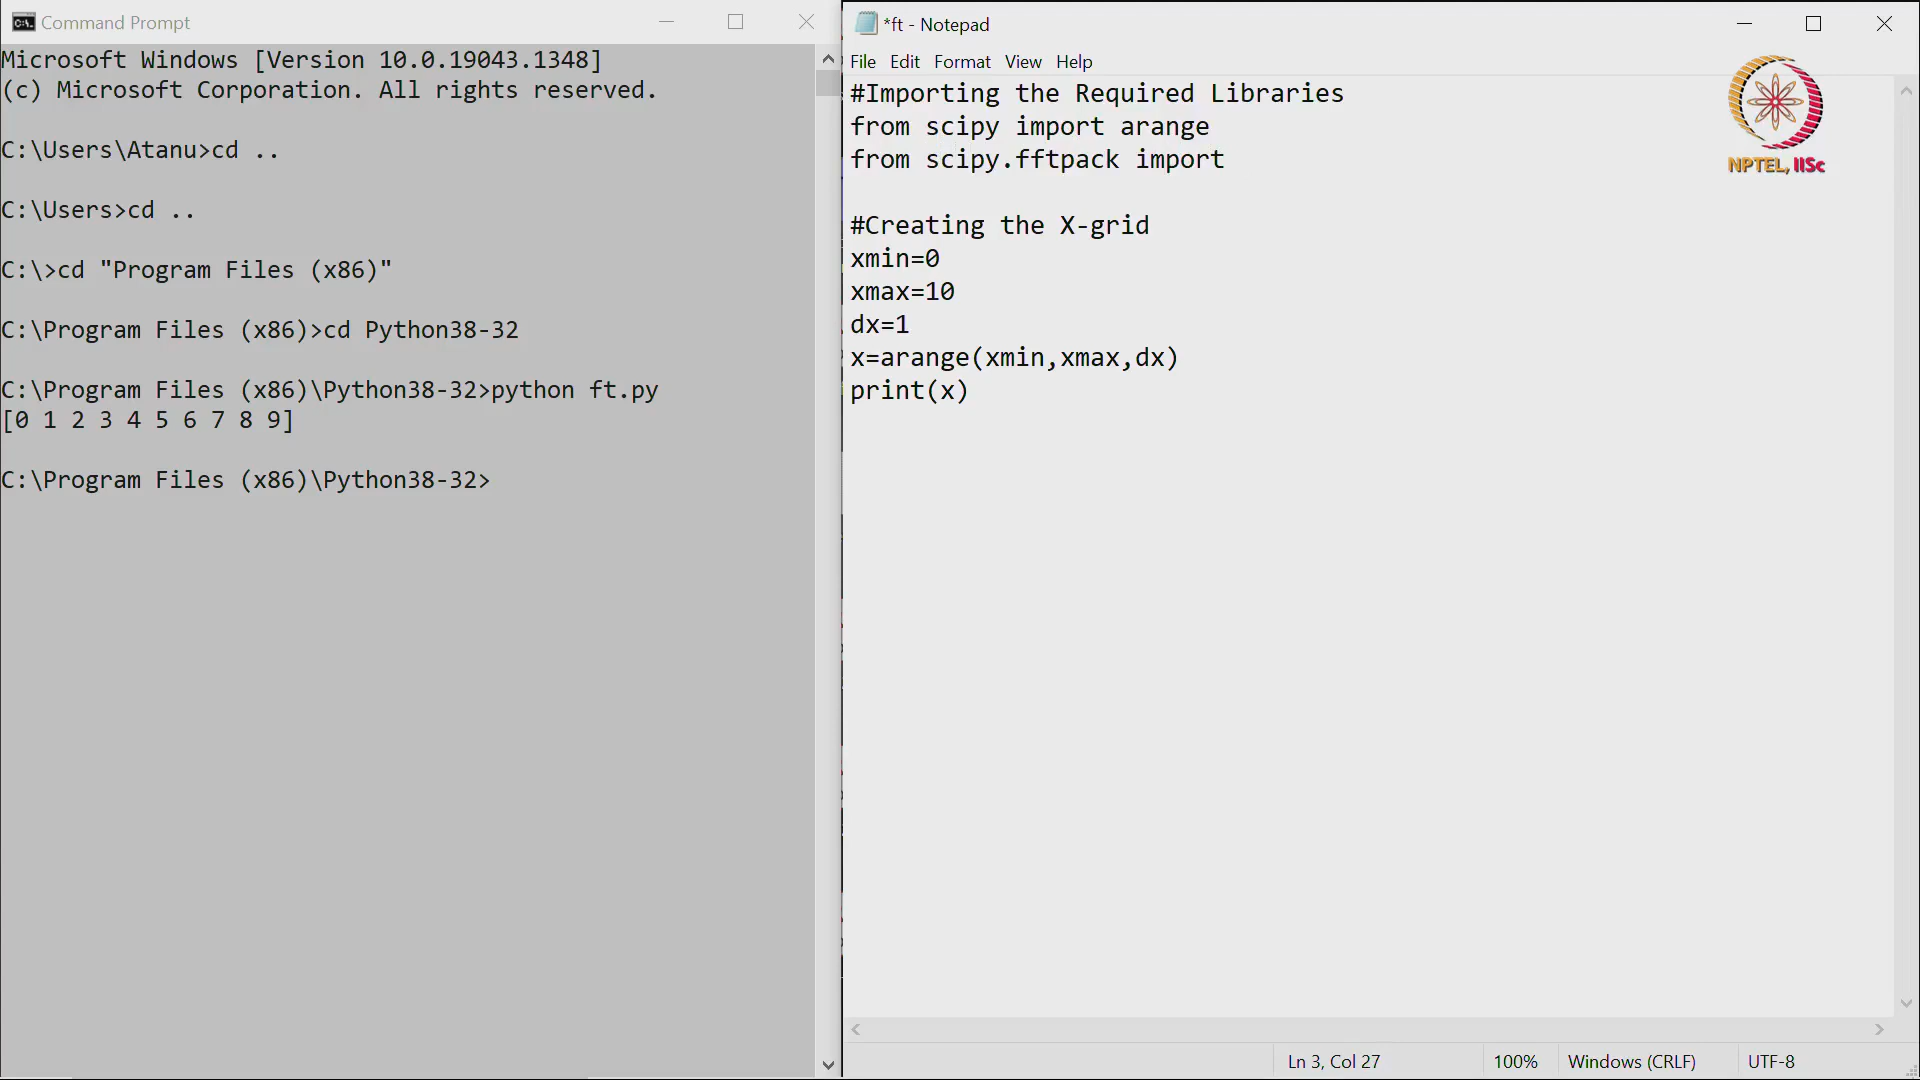 Command Prompt
Microsoft Windows [Version 10.0.19043.1348]
(c) Microsoft Corporation. All rights reserved.
C:\Users\Atanu>cd ..
C:\Users>cd ..
C:\>cd "Program Files (x86)"
C:\Program Files (x86)>cd Python38-32
C:\Program Files (x86)\Python38-32>python ft.py
[0 1 2 3 4 5 6 7 8 9]
C:\Program Files (x86)\Python38-32>
*ft - Notepad
File Edit Format View Help
#Importing the Required Libraries
from scipy import arange
from scipy.fftpack import
#Creating the X-grid
xmin=0
xmax=10
dx=1
x=arange(xmin,xmax,dx)
print(x)
NPTEL, IISc
Ln 3, Col 27
100%
Windows (CRLF)
UTF-8